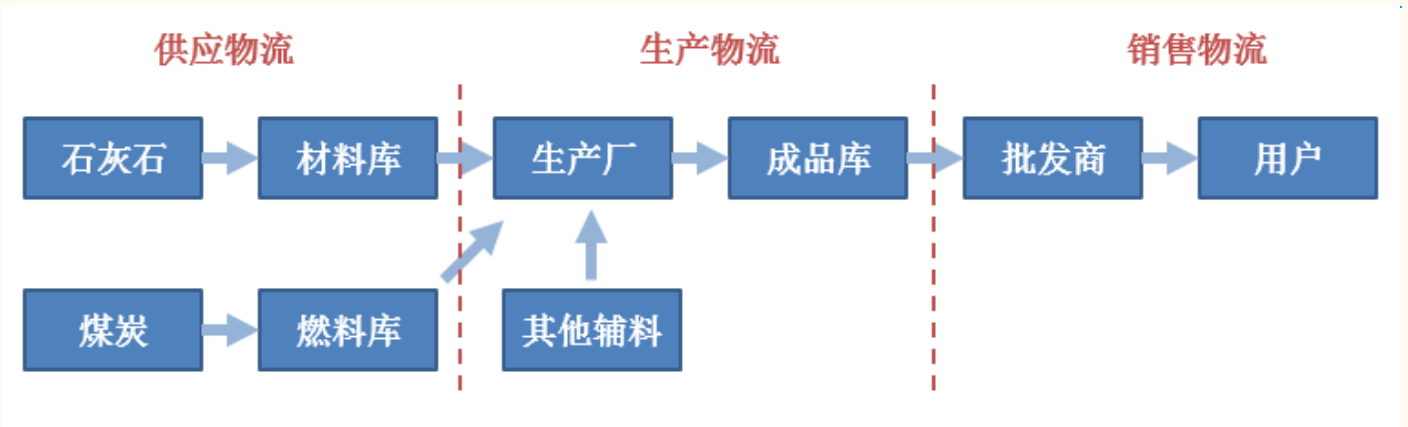 供应物流
生产物流
销售物流
石灰石
材料库
生产厂
成品库
批发商
用户
煤炭
燃料库
其他辅料